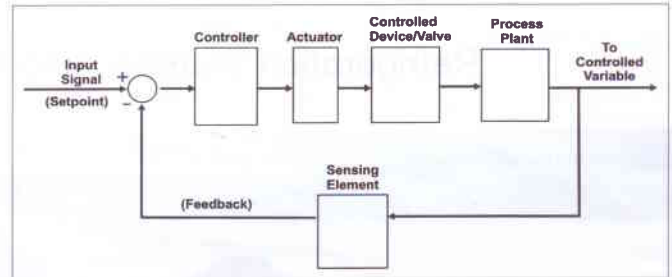 Controller
Actuator
Controlled
Device/Valve
Process
Plant
To
Controlled
Variable
Input
Signal
(Setpoint)
+
−
Sensing
Element
(Feedback)